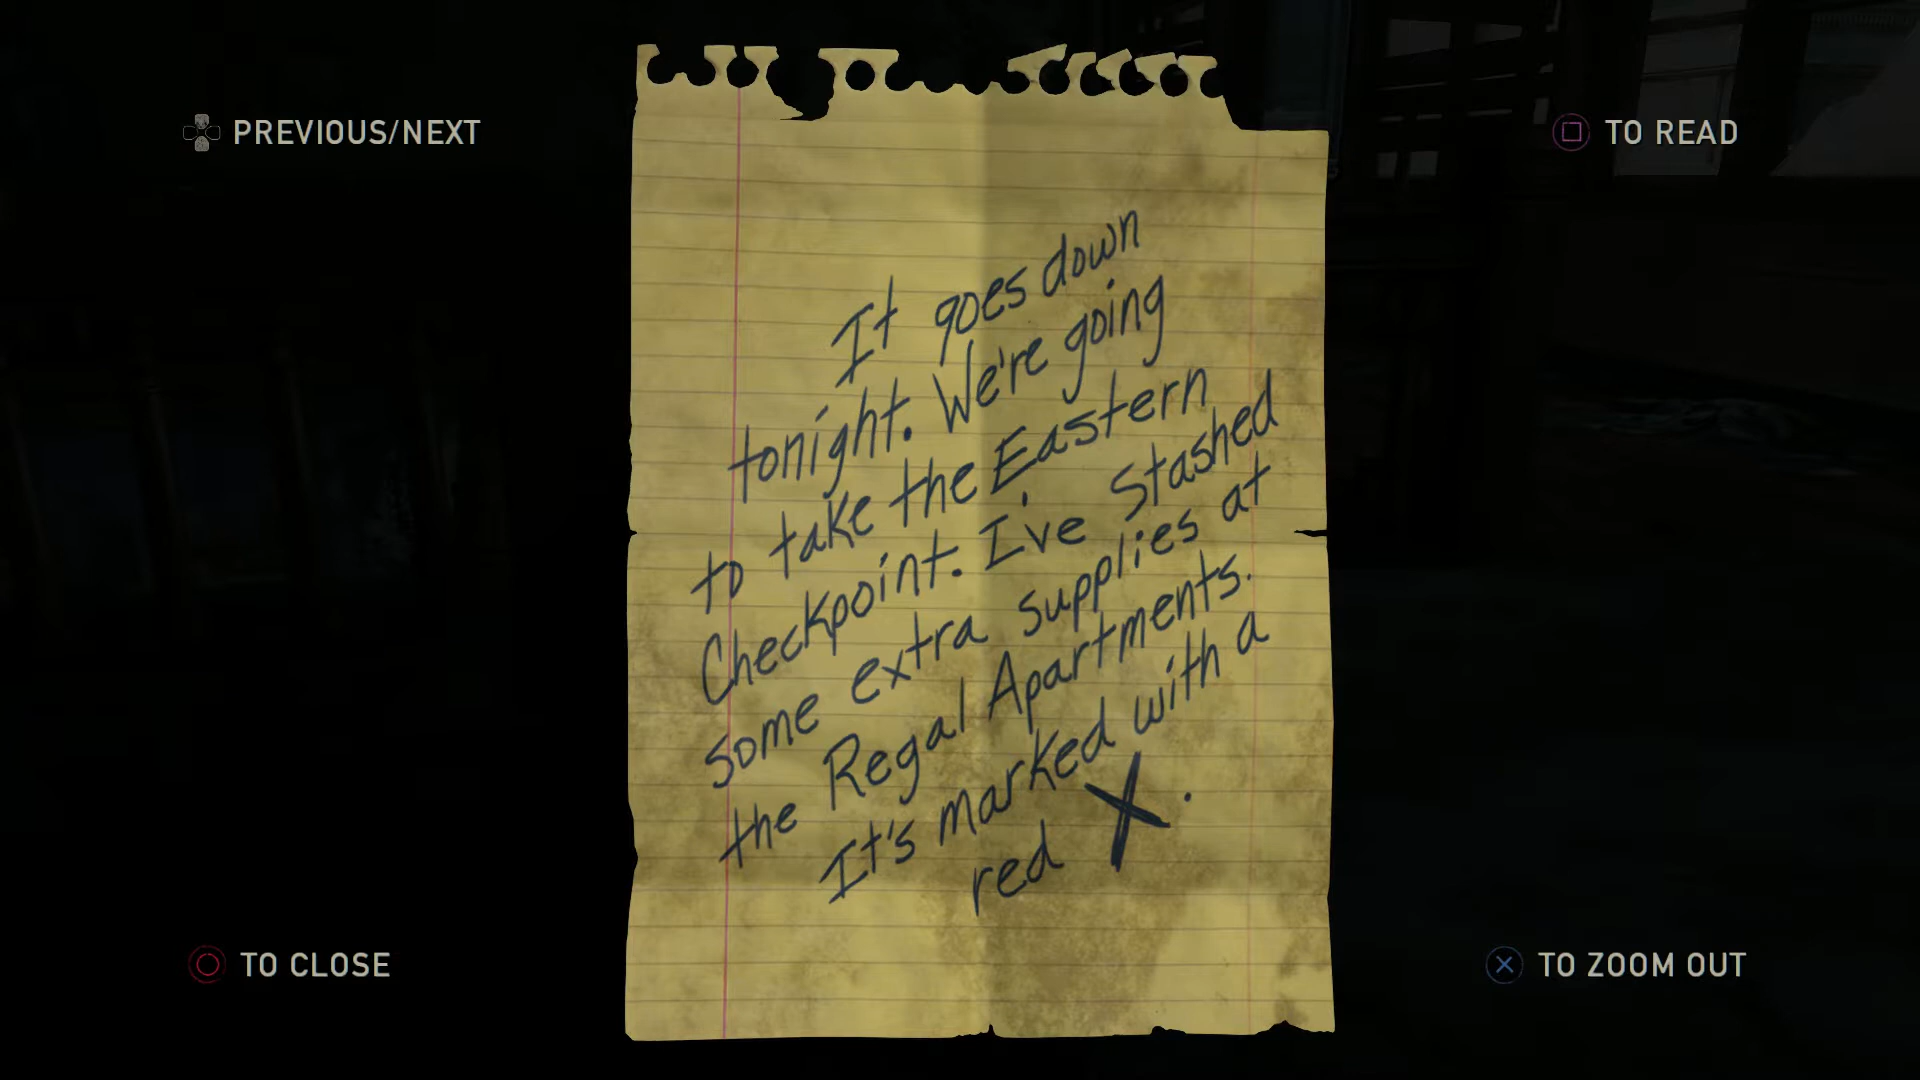 PREVIOUS/NEXT
TO READ
It goes down
tonight. We're going
to take the Eastern
Checkpoint. I've Stashed
some extra supplies at
the Regal Apartments.
It's marked with a
red X.
TO CLOSE
TO ZOOM OUT